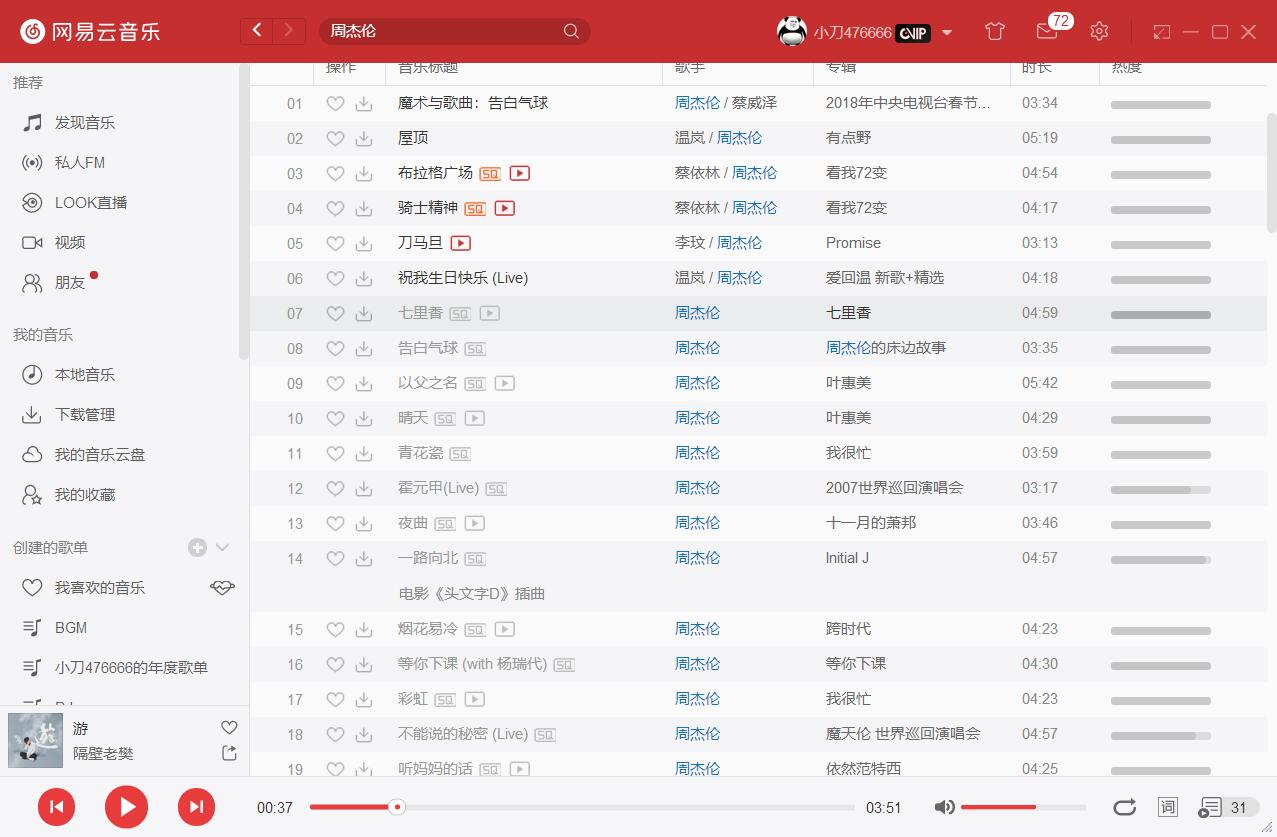 网易云音乐
周杰伦
小刀476666 VIP
72
推荐
发现音乐
私人FM
LOOK直播
视频
朋友
我的音乐
本地音乐
下载管理
我的音乐云盘
我的收藏
创建的歌单
我喜欢的音乐
BGM
小刀476666的年度歌单
游
隔壁老樊
操作 音乐标题 歌手 专辑 时长 热度
01 魔术与歌曲：告白气球 周杰伦 / 蔡威泽 2018年中央电视台春节... 03:34
02 屋顶 温岚 / 周杰伦 有点野 05:19
03 布拉格广场 SQ 蔡依林 / 周杰伦 看我72变 04:54
04 骑士精神 SQ 蔡依林 / 周杰伦 看我72变 04:17
05 刀马旦 李玟 / 周杰伦 Promise 03:13
06 祝我生日快乐 (Live) 温岚 / 周杰伦 爱回温 新歌+精选 04:18
07 七里香 SQ 周杰伦 七里香 04:59
08 告白气球 SQ 周杰伦 周杰伦的床边故事 03:35
09 以父之名 SQ 周杰伦 叶惠美 05:42
10 晴天 SQ 周杰伦 叶惠美 04:29
11 青花瓷 SQ 周杰伦 我很忙 03:59
12 霍元甲(Live) SQ 周杰伦 2007世界巡回演唱会 03:17
13 夜曲 SQ 周杰伦 十一月的萧邦 03:46
14 一路向北 SQ 周杰伦 Initial J 04:57
电影《头文字D》插曲
15 烟花易冷 SQ 周杰伦 跨时代 04:23
16 等你下课 (with 杨瑞代) SQ 周杰伦 等你下课 04:30
17 彩虹 SQ 周杰伦 我很忙 04:23
18 不能说的秘密 (Live) SQ 周杰伦 魔天伦 世界巡回演唱会 04:57
19 听妈妈的话 SQ 周杰伦 依然范特西 04:25
00:37 03:51 词 31